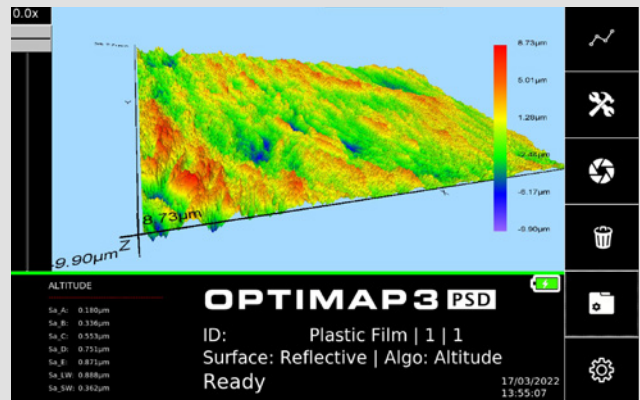 0.0x
8.73µm
5.01µm
1.28µm
-2.44µm
-6.17µm
-9.90µm
Y
X
8.73µm
Z
-9.90µm
ALTITUDE
Sa_A: 0.180µm
Sa_B: 0.336µm
Sa_C: 0.553µm
Sa_D: 0.751µm
Sa_E: 0.871µm
Sa_LW: 0.888µm
Sa_SW: 0.362µm
OPTIMAP3 PSD
ID: Plastic Film | 1 | 1
Surface: Reflective | Algo: Altitude
Ready
17/03/2022
13:55:07